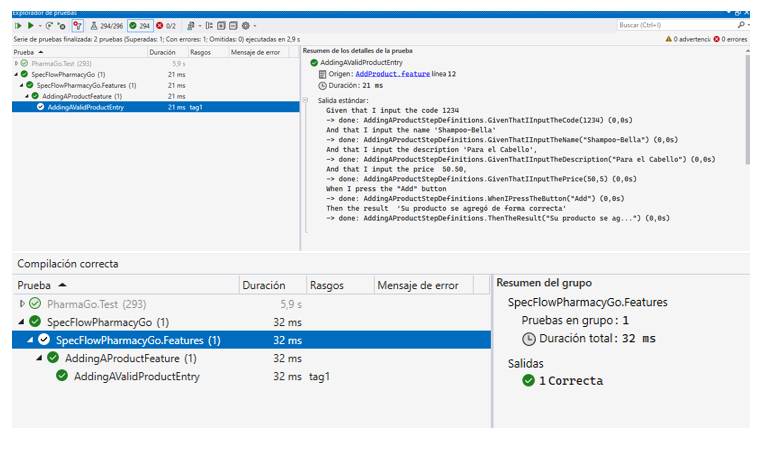 Explorador de pruebas
294/296 294 0/2 Buscar (Ctrl+I)
Serie de pruebas finalizada: 2 pruebas (Superadas: 1; Con errores: 1; Omitidas: 0) ejecutadas en 2,9 s
0 advertenci 0 errores
Prueba Duración Rasgos Mensaje de error
PharmaGo.Test (293) 5,9 s
SpecFlowPharmacyGo (1) 21 ms
SpecFlowPharmacyGo.Features (1) 21 ms
AddingAProductFeature (1) 21 ms
AddingAValidProductEntry 21 ms tag1
Resumen de los detalles de la prueba
AddingAValidProductEntry
Origen: AddProduct.feature línea 12
Duración: 21 ms
Salida estándar:
Given that I input the code 1234
-> done: AddingAProductStepDefinitions.GivenThatIInputTheCode(1234) (0,0s)
And that I input the name 'Shampoo-Bella'
-> done: AddingAProductStepDefinitions.GivenThatIInputTheName("Shampoo-Bella") (0,0s)
And that I input the description 'Para el Cabello',
-> done: AddingAProductStepDefinitions.GivenThatIInputTheDescription("Para el Cabello") (0,0s)
And that I input the price  50.50,
-> done: AddingAProductStepDefinitions.GivenThatIInputThePrice(50,5) (0,0s)
When I press the "Add" button
-> done: AddingAProductStepDefinitions.WhenIPressTheButton("Add") (0,0s)
Then the result  'Su producto se agregó de forma correcta'
-> done: AddingAProductStepDefinitions.ThenTheResult("Su producto se ag...") (0,0s)
Compilación correcta
Prueba Duración Rasgos Mensaje de error
PharmaGo.Test (293) 5,9 s
SpecFlowPharmacyGo (1) 32 ms
SpecFlowPharmacyGo.Features (1) 32 ms
AddingAProductFeature (1) 32 ms
AddingAValidProductEntry 32 ms tag1
Resumen del grupo
SpecFlowPharmacyGo.Features
Pruebas en grupo: 1
Duración total: 32 ms
Salidas
1 Correcta